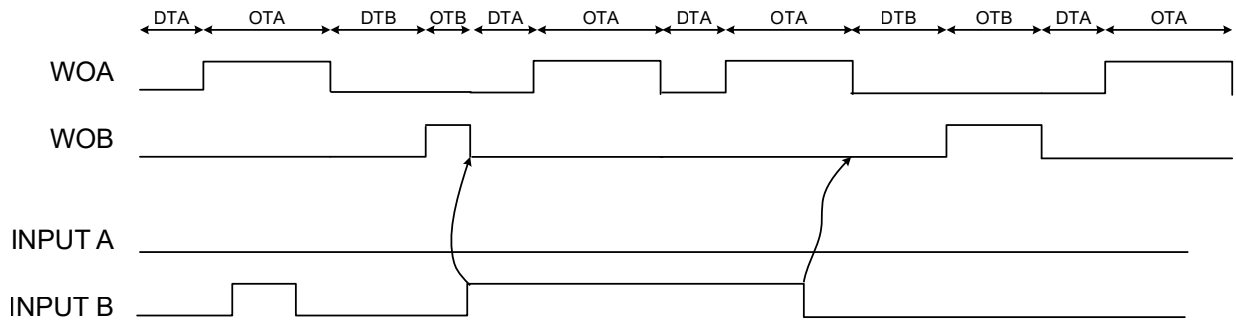 DTA OTA DTB OTB DTA OTA DTA OTA DTB OTB DTA OTA
WOA
WOB
INPUT A
INPUT B